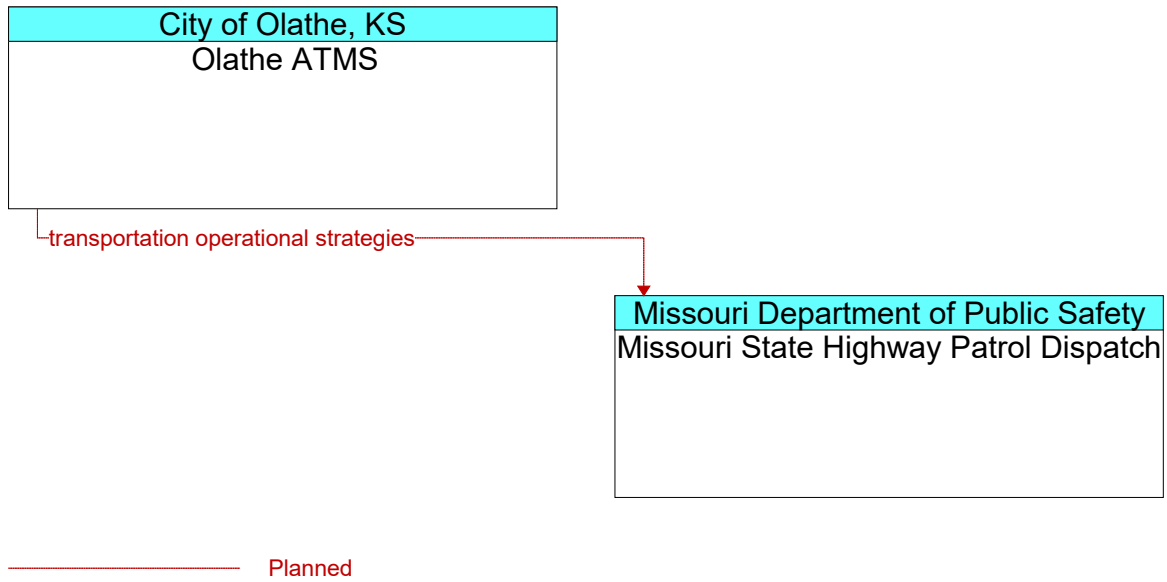 City of Olathe, KS
Olathe ATMS
transportation operational strategies
Missouri Department of Public Safety
Missouri State Highway Patrol Dispatch
Planned